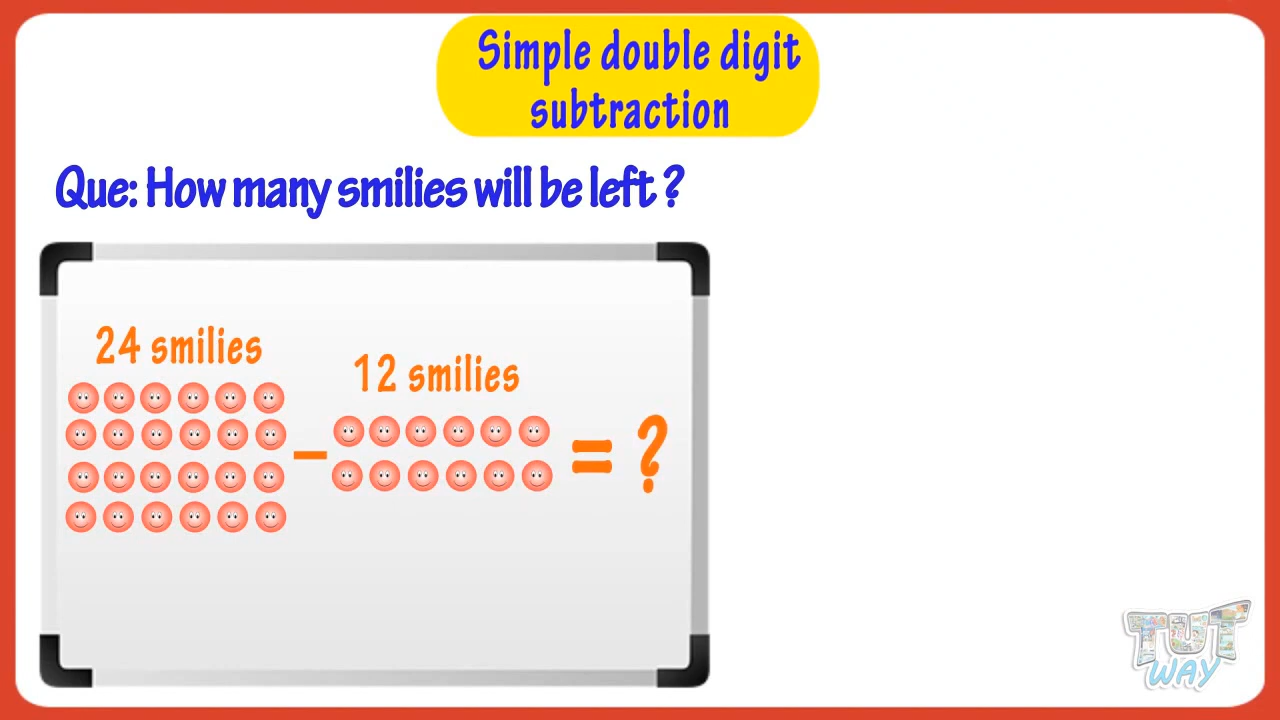 Simple double digit
subtraction
Que: How many smilies will be left ?
24 smilies
12 smilies
- = ?
TUT
WAY